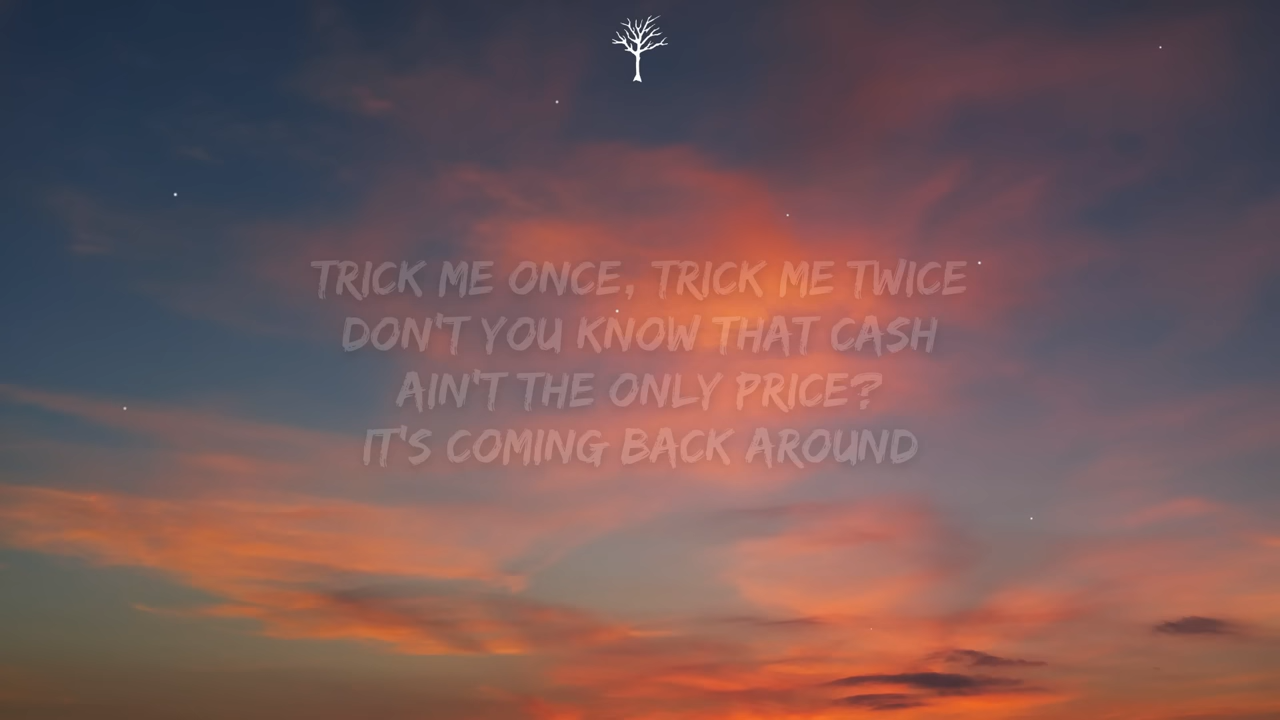 TRICK ME ONCE, TRICK ME TWICE
DON'T YOU KNOW THAT CASH
AIN'T THE ONLY PRICE?
IT'S COMING BACK AROUND